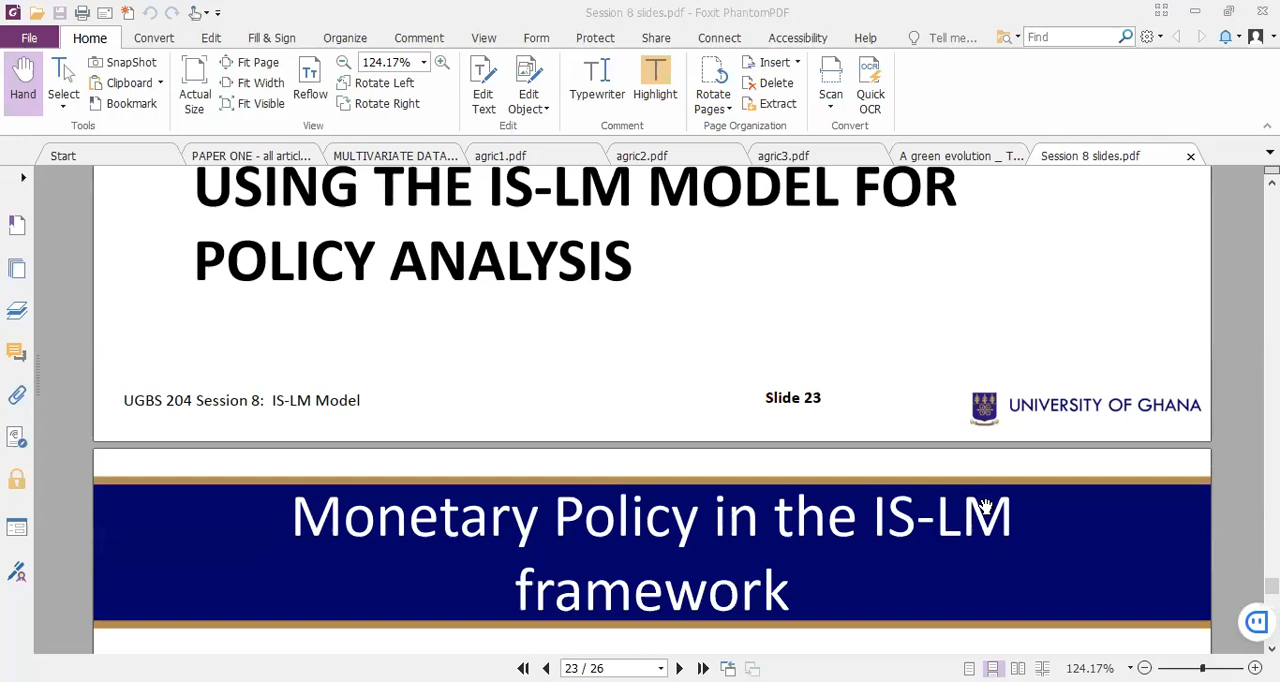 Session 8 slides.pdf - Foxit PhantomPDF
File Home Convert Edit Fill & Sign Organize Comment View Form Protect Share Connect Accessibility Help Tell me... Find
Hand
Select
SnapShot
Clipboard
Bookmark
Tools
Actual Size
Fit Page
Fit Width
Fit Visible
Reflow
124.17%
Rotate Left
Rotate Right
View
Edit Text
Edit Object
Edit
Typewriter
Highlight
Comment
Rotate Pages
Insert
Delete
Extract
Page Organization
Scan
Quick OCR
Convert
Start PAPER ONE - all articl... MULTIVARIATE DATA... agric1.pdf agric2.pdf agric3.pdf A green evolution _ T... Session 8 slides.pdf
USING THE IS-LM MODEL FOR
POLICY ANALYSIS
UGBS 204 Session 8: IS-LM Model Slide 23 UNIVERSITY OF GHANA
Monetary Policy in the IS-LM
framework
23 / 26 124.17%